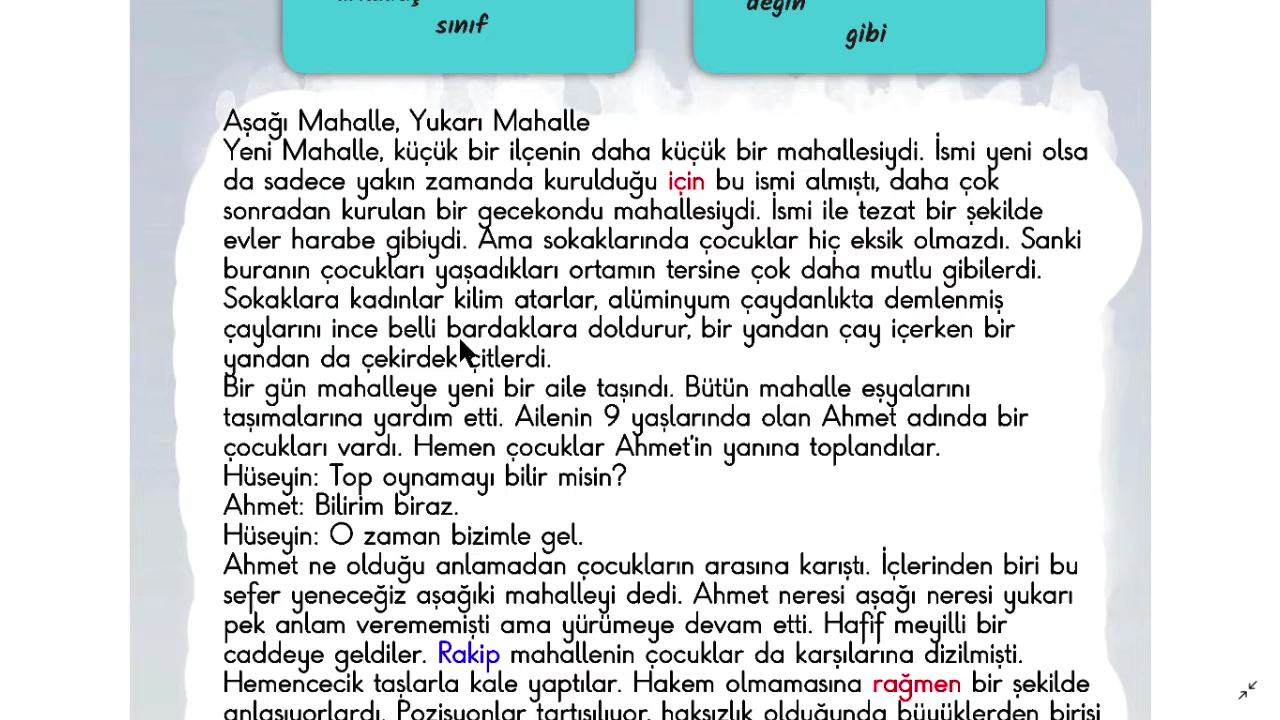 sınıf
değin
gibi
Aşağı Mahalle, Yukarı Mahalle
Yeni Mahalle, küçük bir ilçenin daha küçük bir mahallesiydi. İsmi yeni olsa
da sadece yakın zamanda kurulduğu için bu ismi almıştı, daha çok
sonradan kurulan bir gecekondu mahallesiydi. İsmi ile tezat bir şekilde
evler harabe gibiydi. Ama sokaklarında çocuklar hiç eksik olmazdı. Sanki
buranın çocukları yaşadıkları ortamın tersine çok daha mutlu gibilerdi.
Sokaklara kadınlar kilim atarlar, alüminyum çaydanlıkta demlenmiş
çaylarını ince belli bardaklara doldurur, bir yandan çay içerken bir
yandan da çekirdek çitlerdi.
Bir gün mahalleye yeni bir aile taşındı. Bütün mahalle eşyalarını
taşımalarına yardım etti. Ailenin 9 yaşlarında olan Ahmet adında bir
çocukları vardı. Hemen çocuklar Ahmet'in yanına toplandılar.
Hüseyin: Top oynamayı bilir misin?
Ahmet: Bilirim biraz.
Hüseyin: O zaman bizimle gel.
Ahmet ne olduğu anlamadan çocukların arasına karıştı. İçlerinden biri bu
sefer yeneceğiz aşağıki mahalleyi dedi. Ahmet neresi aşağı neresi yukarı
pek anlam verememişti ama yürümeye devam etti. Hafif meyilli bir
caddeye geldiler. Rakip mahallenin çocuklar da karşılarına dizilmişti.
Hemencecik taşlarla kale yaptılar. Hakem olmamasına rağmen bir şekilde
anlaşıyorlardı. Pozisyonlar tartışılıyor, haksızlık olduğunda büyüklerden birisi